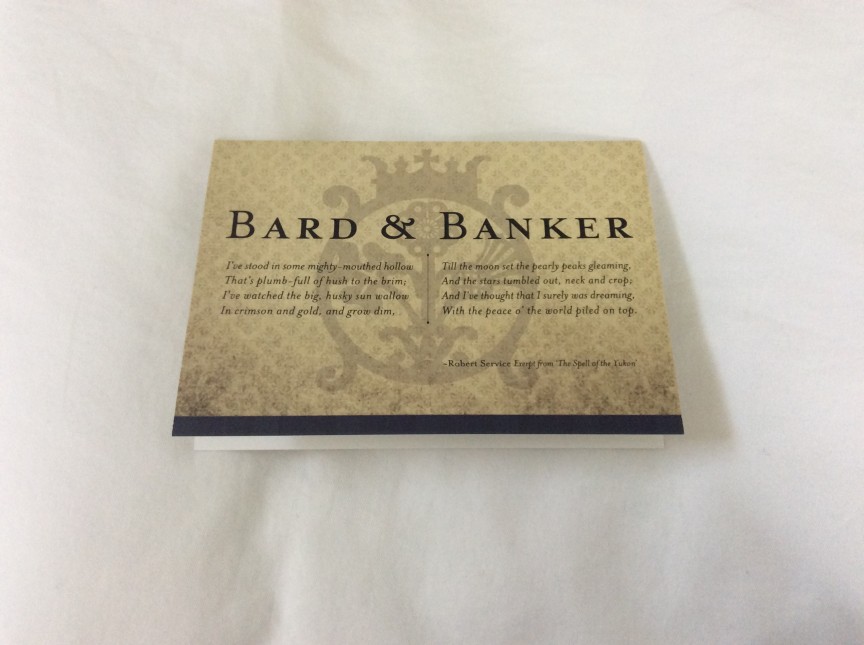 BARD & BANKER
I've stood in some mighty-mouthed hollow
That's plumb-full of hush to the brim;
I've watched the big, husky sun wallow
In crimson and gold, and grow dim,
Till the moon set the pearly peaks gleaming,
And the stars tumbled out, neck and crop;
And I've thought that I surely was dreaming,
With the peace o' the world piled on top.
-Robert Service Exerpt from 'The Spell of the Yukon'